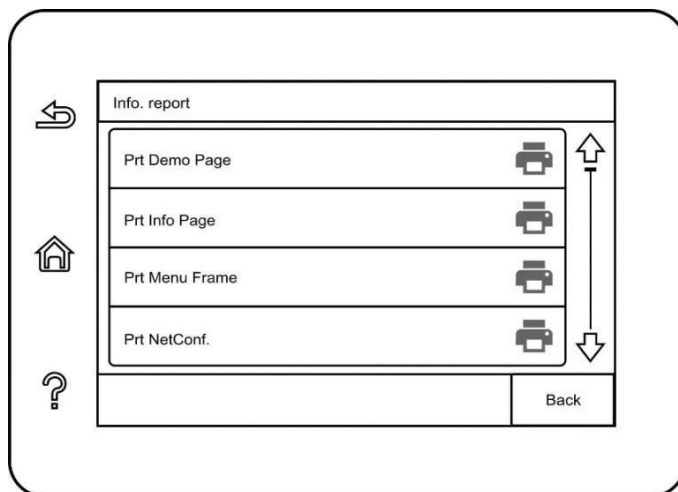 Info. report
Prt Demo Page
Prt Info Page
Prt Menu Frame
Prt NetConf.
Back